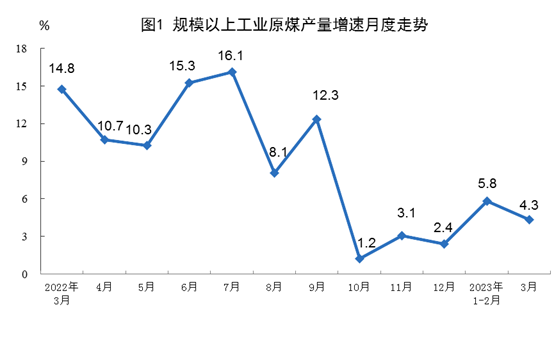 图1 规模以上工业原煤产量增速月度走势
%
18
15
12
9
6
3
0
14.8
10.7
10.3
15.3
16.1
8.1
12.3
1.2
3.1
2.4
5.8
4.3
2022年
3月
4月
5月
6月
7月
8月
9月
10月
11月
12月
2023年
1-2月
3月